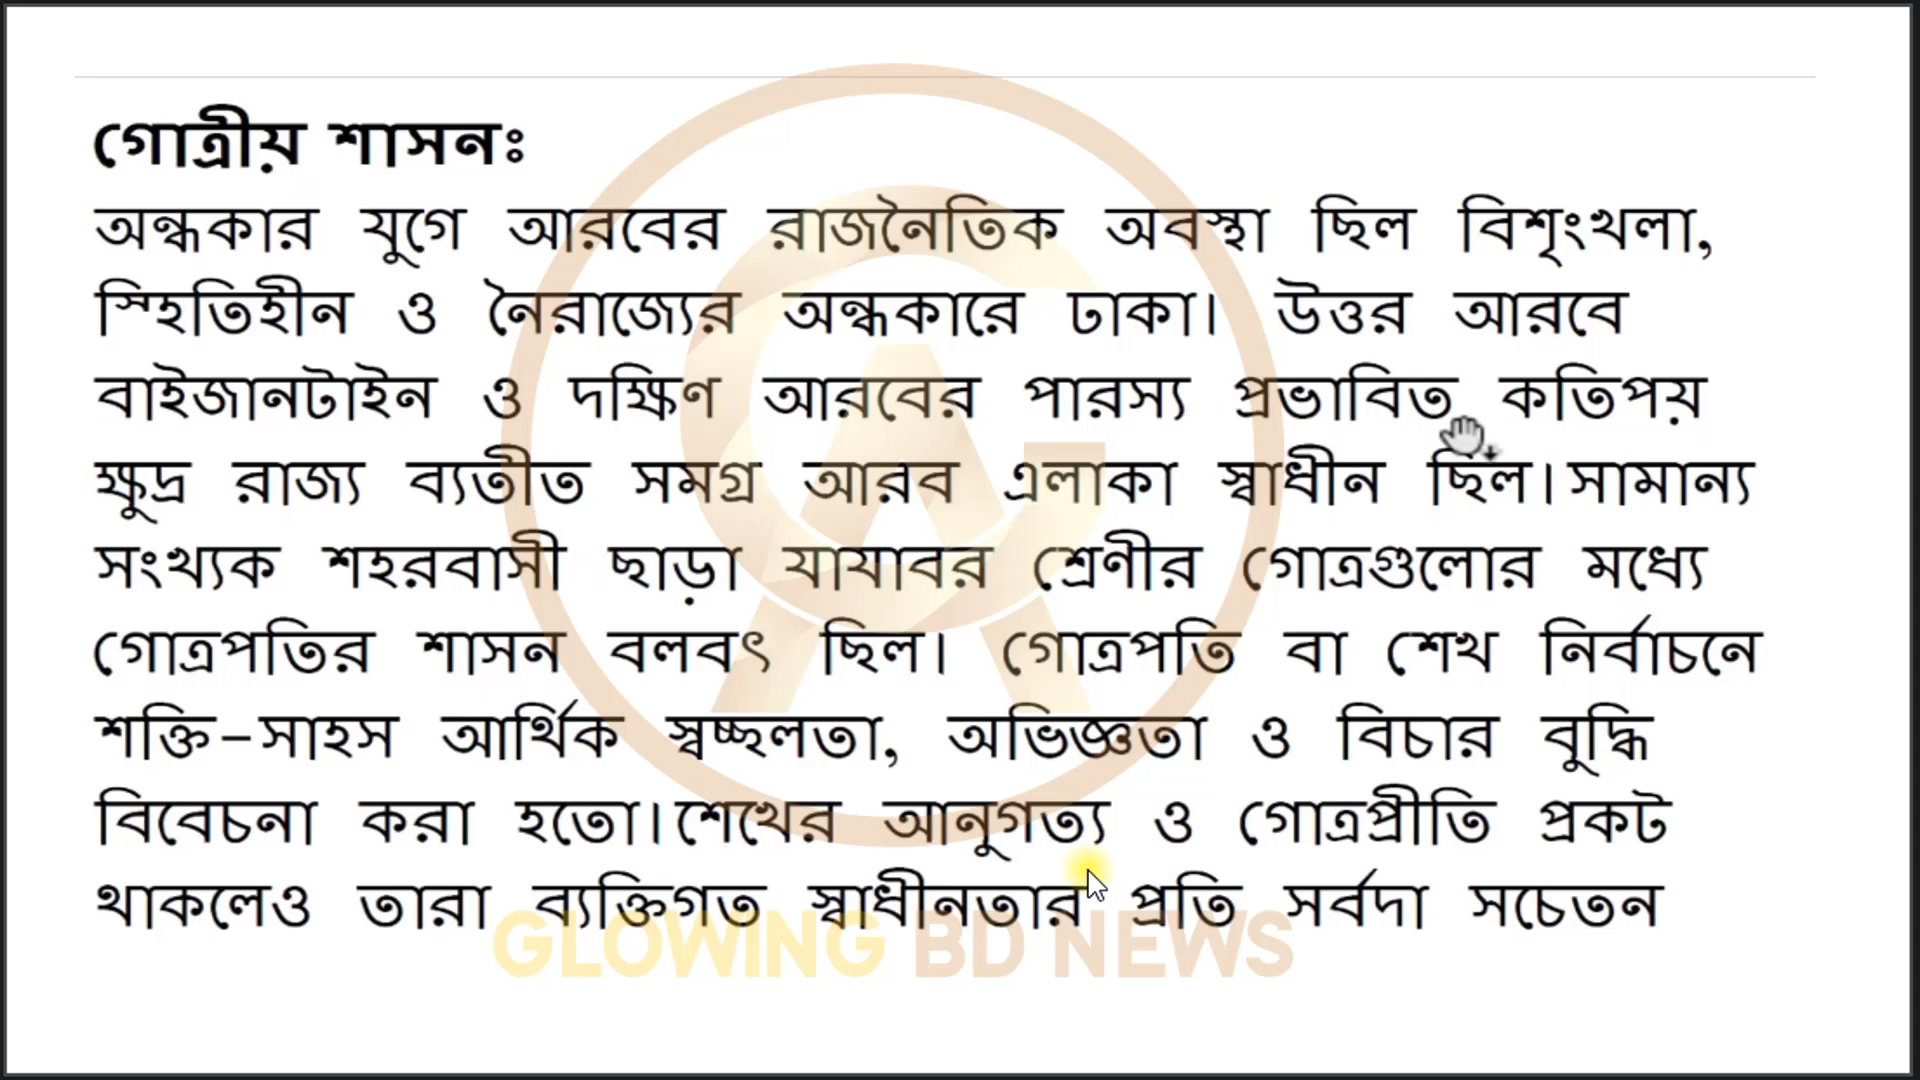 গোত্রীয় শাসনঃ
অন্ধকার যুগে আরবের রাজনৈতিক অবস্থা ছিল বিশৃংখলা,
স্হিতিহীন ও নৈরাজ্যের অন্ধকারে ঢাকা। উত্তর আরবে
বাইজানটাইন ও দক্ষিণ আরবের পারস্য প্রভাবিত কতিপয়
ক্ষুদ্র রাজ্য ব্যতীত সমগ্র আরব এলাকা স্বাধীন ছিল। সামান্য
সংখ্যক শহরবাসী ছাড়া যাযাবর শ্রেণীর গোত্রগুলোর মধ্যে
গোত্রপতির শাসন বলবৎ ছিল। গোত্রপতি বা শেখ নির্বাচনে
শক্তি-সাহস আর্থিক স্বচ্ছলতা, অভিজ্ঞতা ও বিচার বুদ্ধি
বিবেচনা করা হতো। শেখের আনুগত্য ও গোত্রপ্রীতি প্রকট
থাকলেও তারা ব্যক্তিগত স্বাধীনতার প্রতি সর্বদা সচেতন
GLOWING BD NEWS